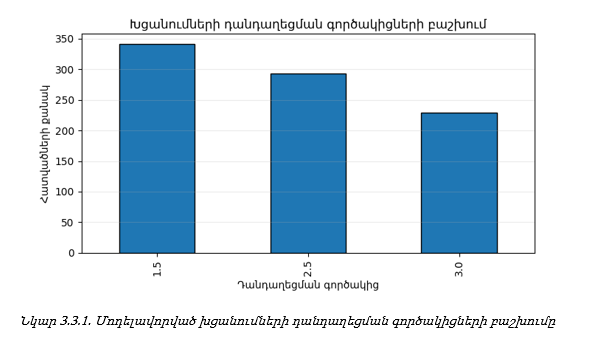 Խցանումների դանդաղեցման գործակիցների բաշխում
350
300
250
200
150
100
50
0
Հատվածների քանակ
1.5
2.5
3.0
Դանդաղեցման գործակից
Նկար 3.3.1. Մոդելավորված խցանումների դանդաղեցման գործակիցների բաշխումը